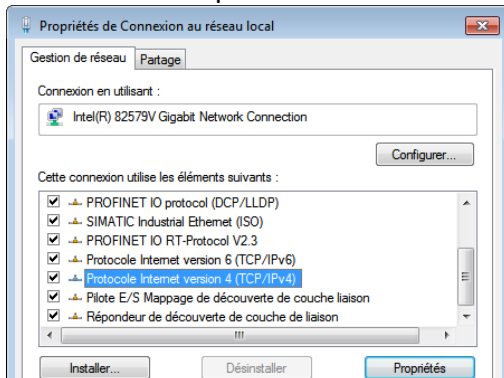 Propriétés de Connexion au réseau local
Gestion de réseau Partage
Connexion en utilisant :
Intel(R) 82579V Gigabit Network Connection
Configurer...
Cette connexion utilise les éléments suivants :
PROFINET IO protocol (DCP/LLDP)
SIMATIC Industrial Ethernet (ISO)
PROFINET IO RT-Protocol V2.3
Protocole Internet version 6 (TCP/IPv6)
Protocole Internet version 4 (TCP/IPv4)
Pilote E/S Mappage de découverte de couche liaison
Répondeur de découverte de couche de liaison
Installer... Désinstaller Propriétés